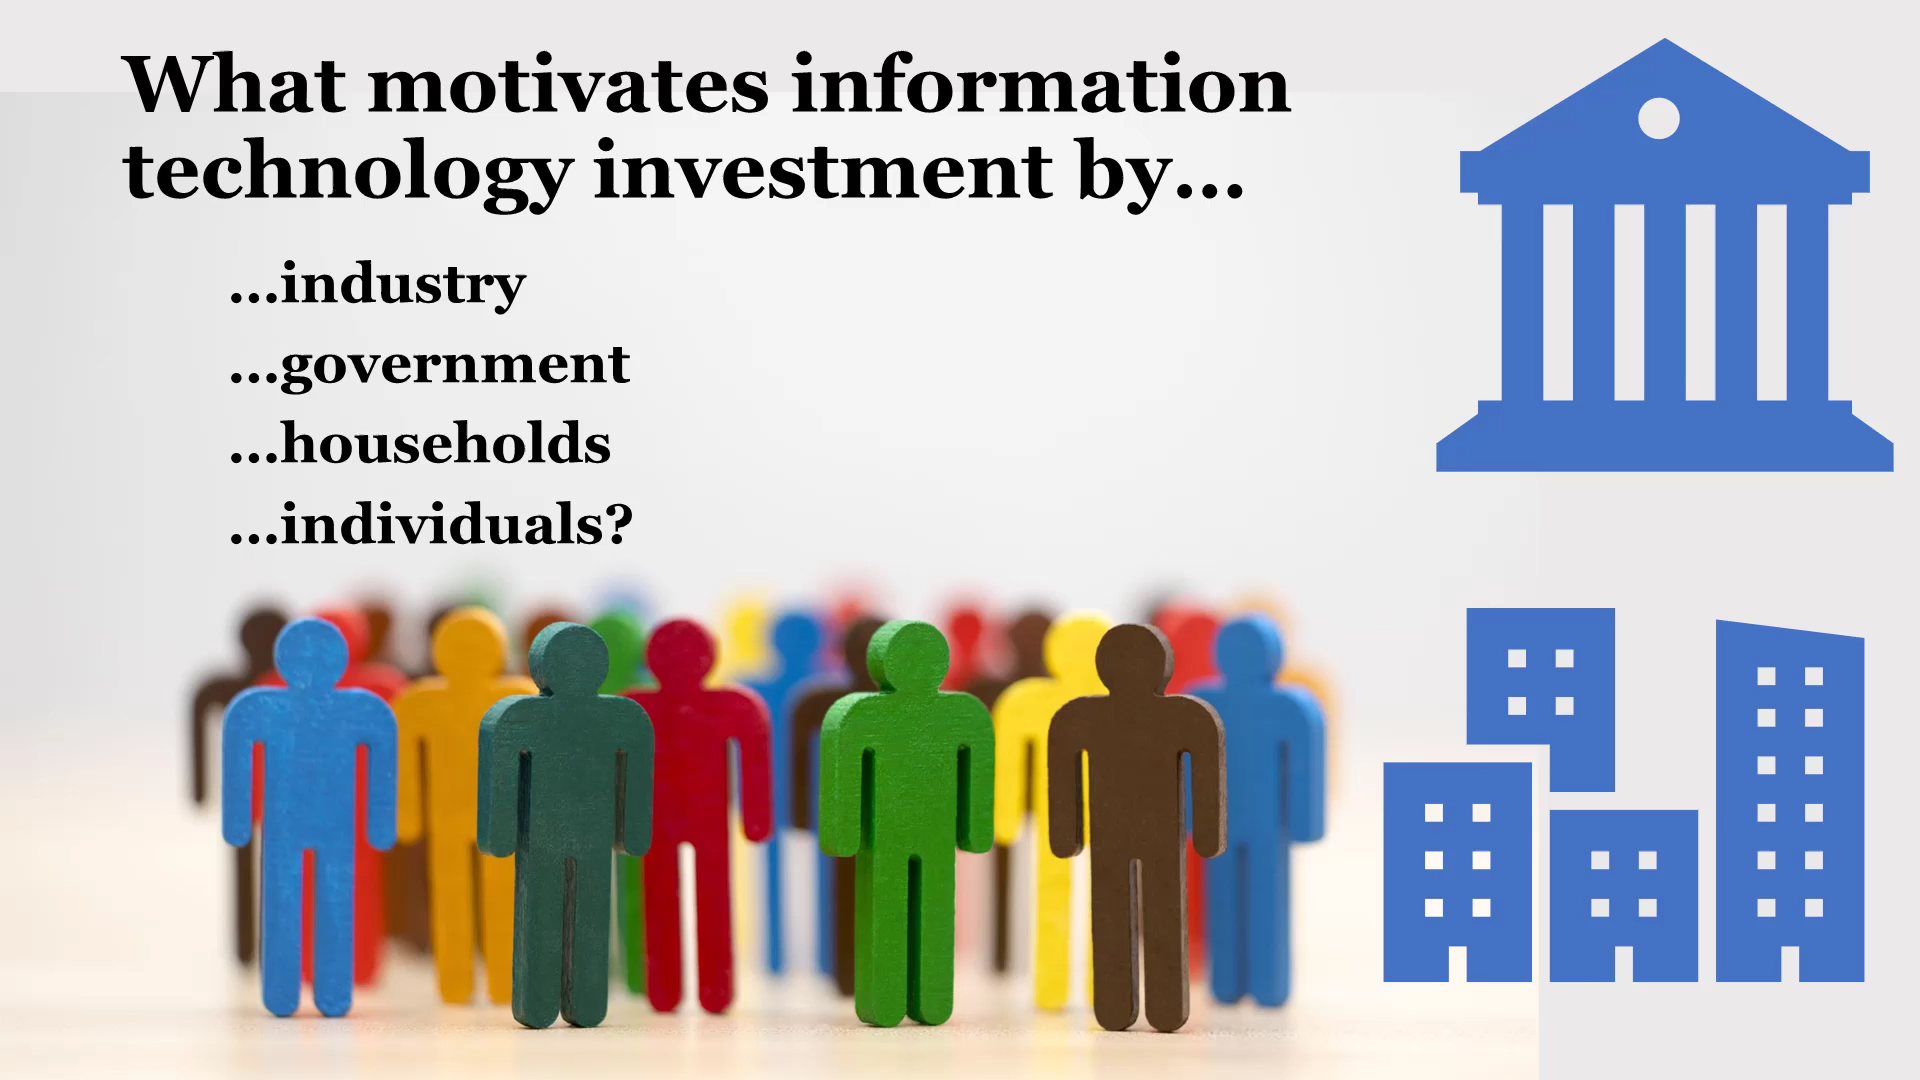 What motivates information
technology investment by…
…industry
…government
…households
…individuals?